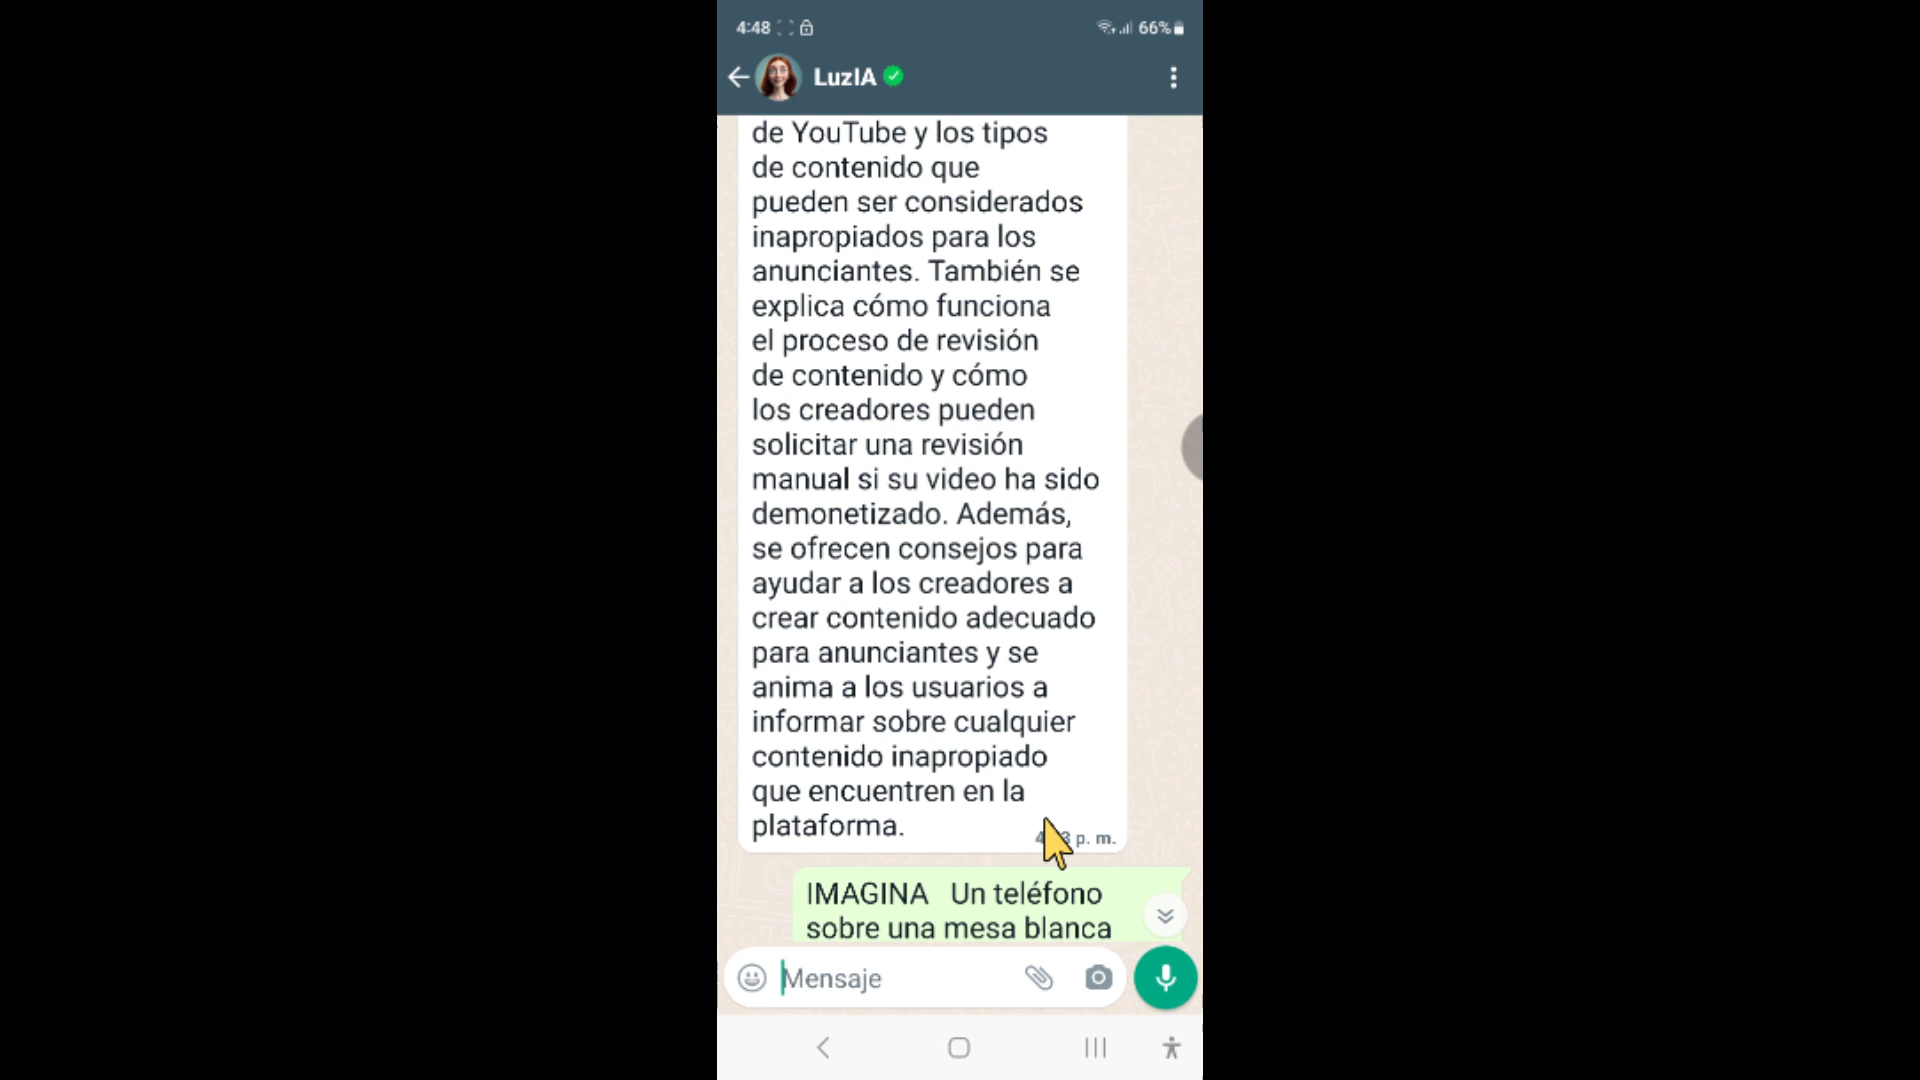 4:48 66%
LuzIA
de YouTube y los tipos
de contenido que
pueden ser considerados
inapropiados para los
anunciantes. También se
explica cómo funciona
el proceso de revisión
de contenido y cómo
los creadores pueden
solicitar una revisión
manual si su video ha sido
demonetizado. Además,
se ofrecen consejos para
ayudar a los creadores a
crear contenido adecuado
para anunciantes y se
anima a los usuarios a
informar sobre cualquier
contenido inapropiado
que encuentren en la
plataforma.
p. m.
IMAGINA Un teléfono
sobre una mesa blanca
Mensaje